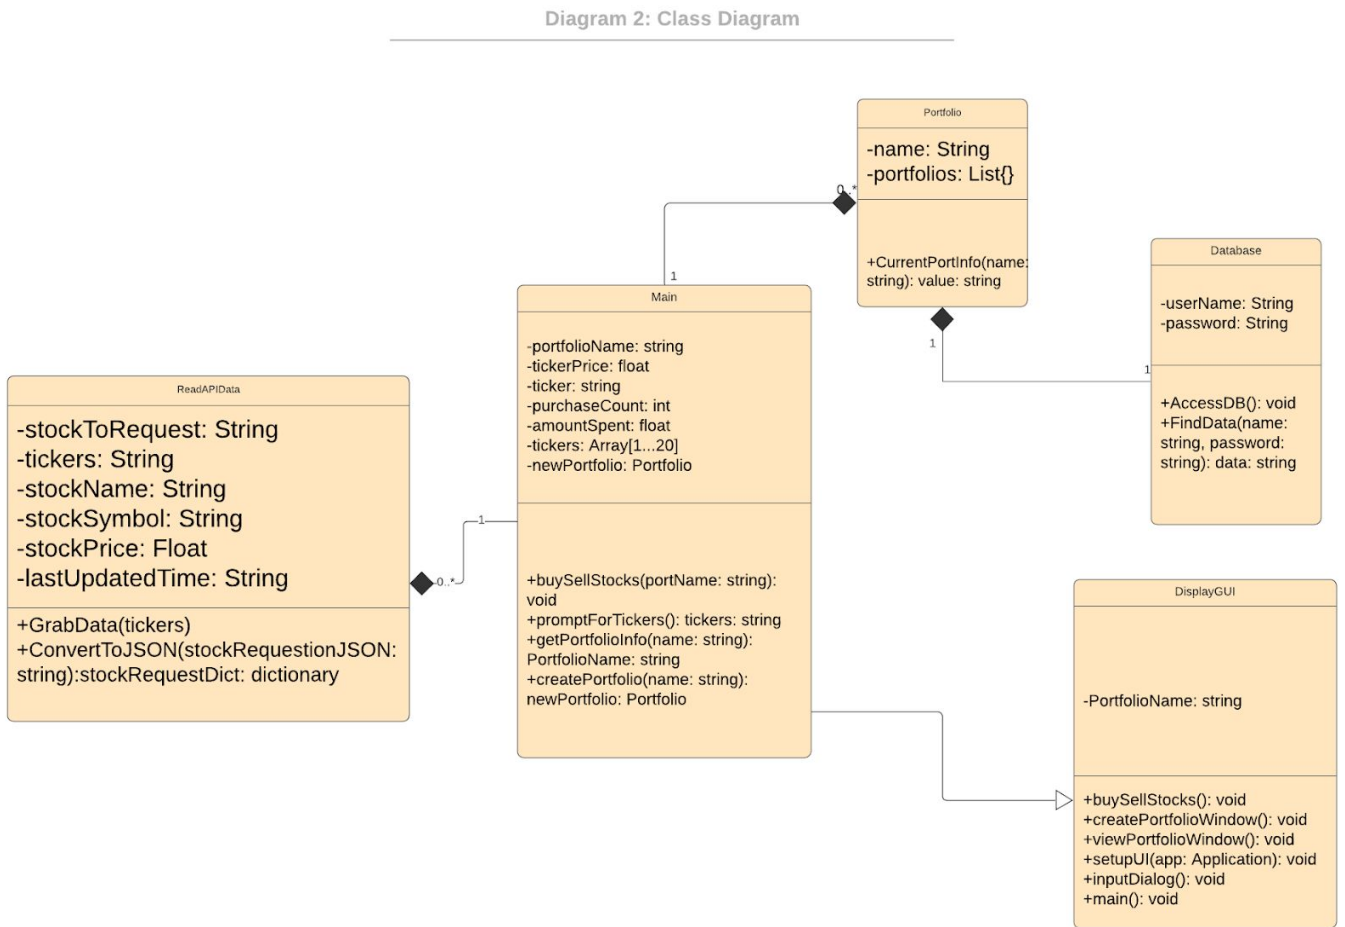 Diagram 2: Class Diagram
Portfolio
-name: String
-portfolios: List{}
+CurrentPortInfo(name:
string): value: string
0..*
1
1
1
Database
-userName: String
-password: String
+AccessDB(): void
+FindData(name:
string, password:
string): data: string
Main
-portfolioName: string
-tickerPrice: float
-ticker: string
-purchaseCount: int
-amountSpent: float
-tickers: Array[1...20]
-newPortfolio: Portfolio
+buySellStocks(portName: string):
void
+promptForTickers(): tickers: string
+getPortfolioInfo(name: string):
PortfolioName: string
+createPortfolio(name: string):
newPortfolio: Portfolio
ReadAPIData
-stockToRequest: String
-tickers: String
-stockName: String
-stockSymbol: String
-stockPrice: Float
-lastUpdatedTime: String
+GrabData(tickers)
+ConvertToJSON(stockRequestionJSON:
string):stockRequestDict: dictionary
1
0..*
DisplayGUI
-PortfolioName: string
+buySellStocks(): void
+createPortfolioWindow(): void
+viewPortfolioWindow(): void
+setupUI(app: Application): void
+inputDialog(): void
+main(): void